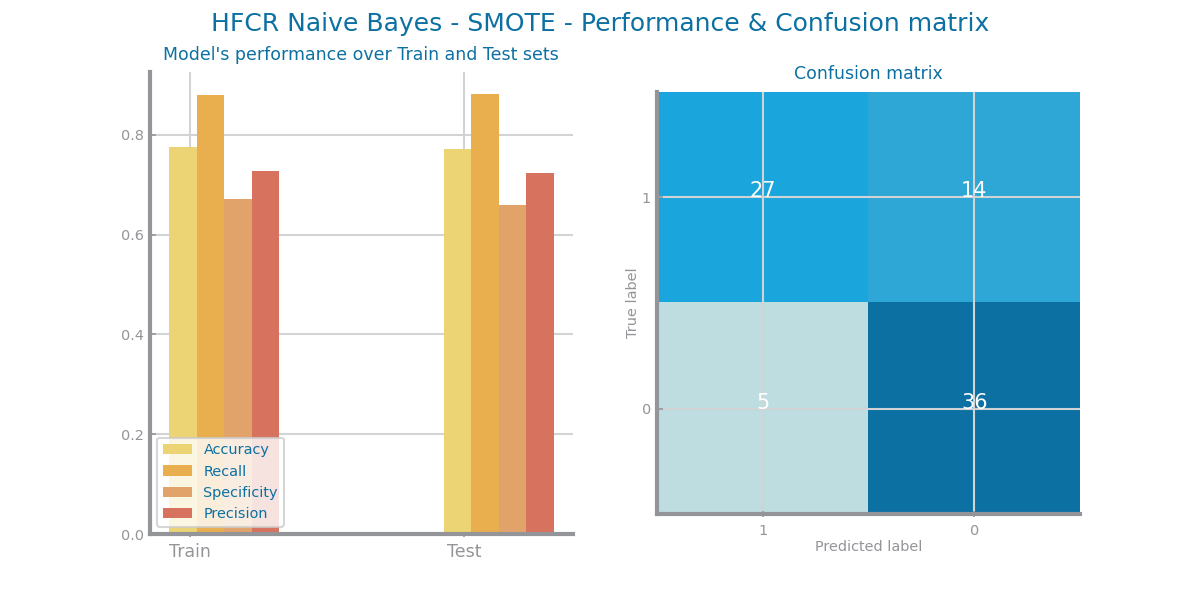 HFCR Naive Bayes - SMOTE - Performance & Confusion matrix
Model's performance over Train and Test sets
0.8
0.6
0.4
0.2
0.0
Accuracy
Recall
Specificity
Precision
Train Test
Confusion matrix
True label
1
0
27 14
5 36
1 0
Predicted label